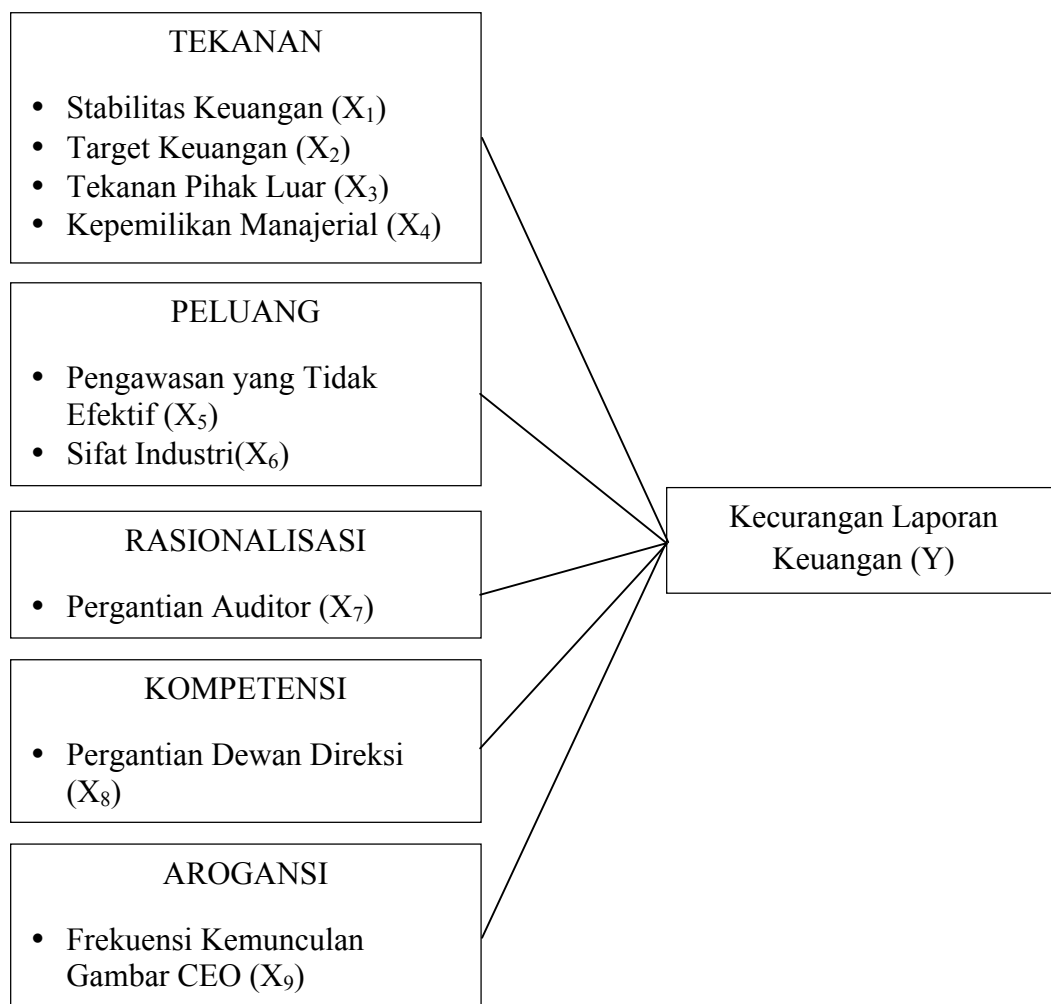 TEKANAN
• Stabilitas Keuangan (X₁)
• Target Keuangan (X₂)
• Tekanan Pihak Luar (X₃)
• Kepemilikan Manajerial (X₄)
PELUANG
• Pengawasan yang Tidak
Efektif (X₅)
• Sifat Industri(X₆)
RASIONALISASI
• Pergantian Auditor (X₇)
KOMPETENSI
• Pergantian Dewan Direksi
(X₈)
AROGANSI
• Frekuensi Kemunculan
Gambar CEO (X₉)
Kecurangan Laporan
Keuangan (Y)